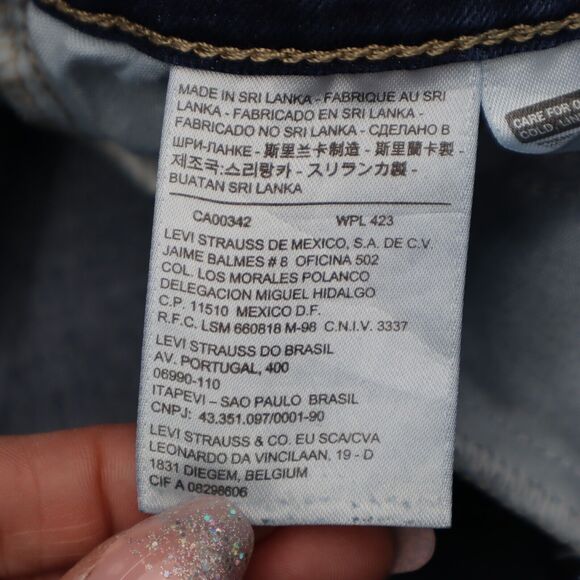 MADE IN SRI LANKA - FABRIQUE AU SRI
LANKA - FABRICADO EN SRI LANKA -
FABRICADO NO SRI LANKA - СДЕЛАНО В
ШРИ-ЛАНКЕ - 斯里兰卡制造 - 斯里蘭卡製 -
제조국:스리랑카 - スリランカ製 -
BUATAN SRI LANKA
CA00342 WPL 423
LEVI STRAUSS DE MEXICO, S.A. DE C.V.
JAIME BALMES # 8 OFICINA 502
COL. LOS MORALES POLANCO
DELEGACION MIGUEL HIDALGO
C.P. 11510 MEXICO D.F.
R.F.C. LSM 660818 M-98 C.N.I.V. 3337
LEVI STRAUSS DO BRASIL
AV. PORTUGAL, 400
06990-110
ITAPEVI – SAO PAULO BRASIL
CNPJ: 43.351.097/0001-90
LEVI STRAUSS & CO. EU SCA/CVA
LEONARDO DA VINCILAAN, 19 - D
1831 DIEGEM, BELGIUM
CIF A 08296606
CARE FOR
COLD